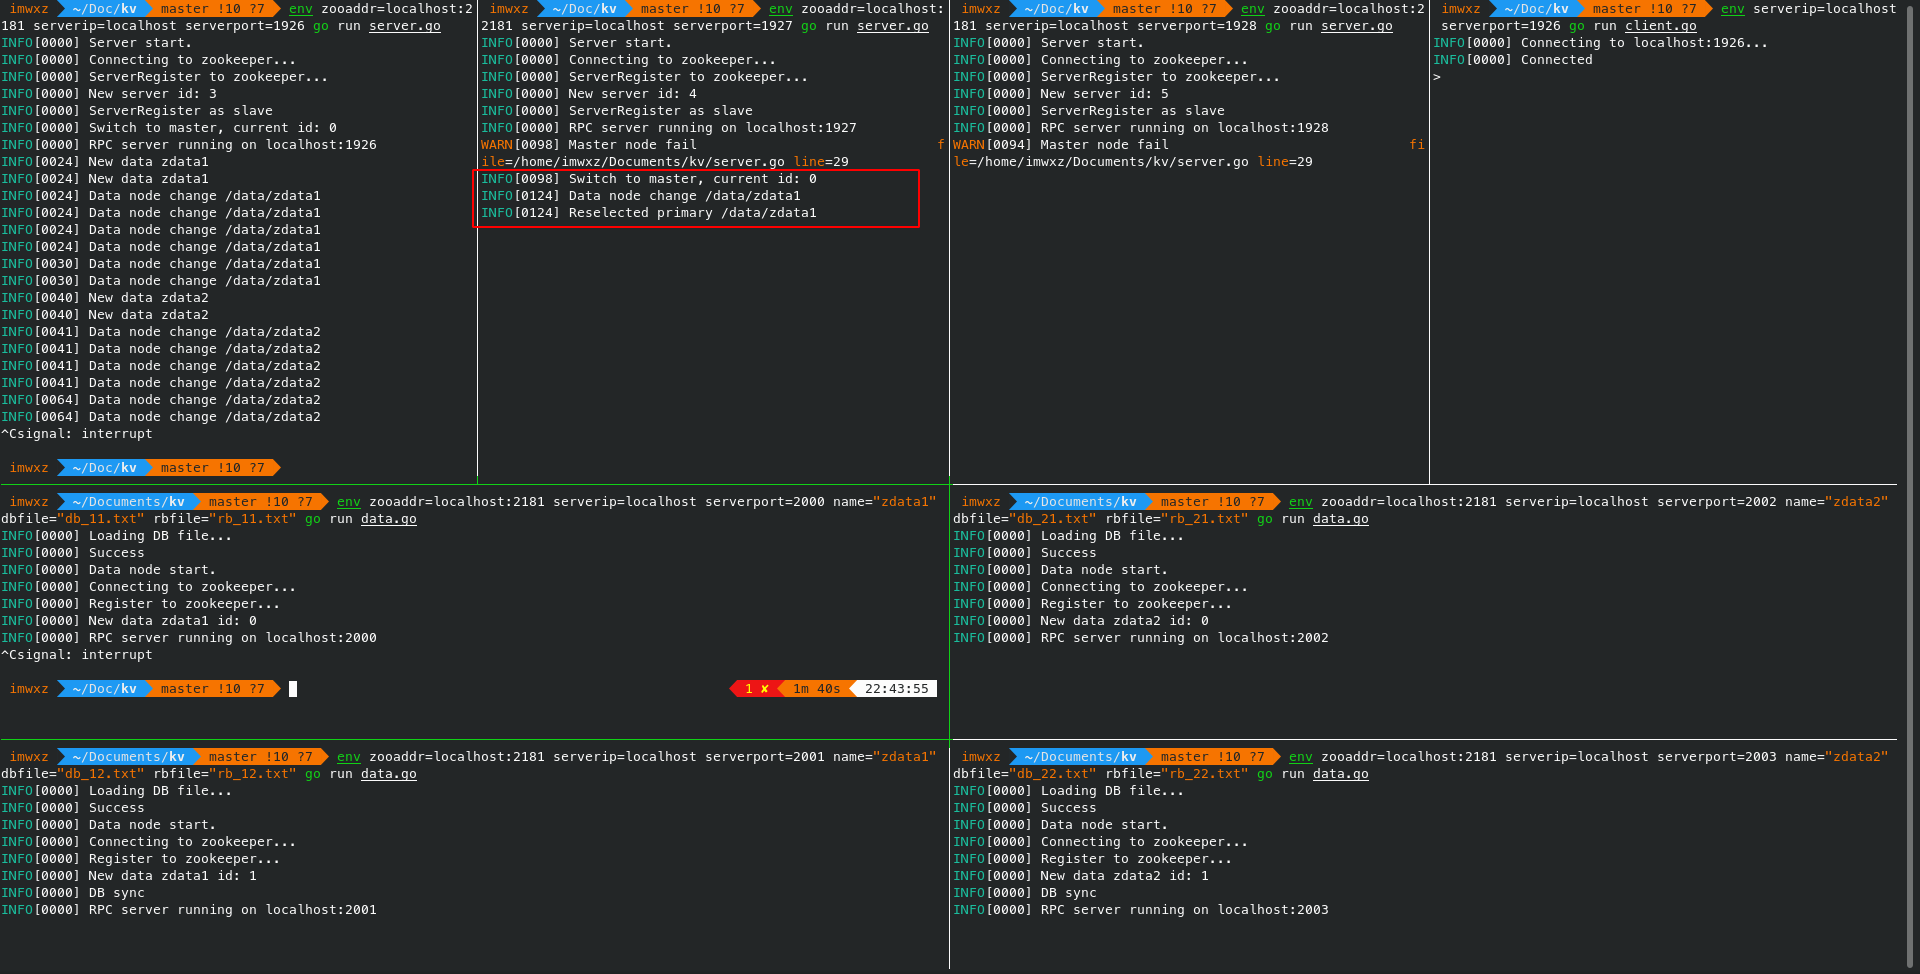 imwxz ~/Doc/kv master !10 ?7 env zooaddr=localhost:2
181 serverip=localhost serverport=1926 go run server.go
INFO[0000] Server start.
INFO[0000] Connecting to zookeeper...
INFO[0000] ServerRegister to zookeeper...
INFO[0000] New server id: 3
INFO[0000] ServerRegister as slave
INFO[0000] Switch to master, current id: 0
INFO[0000] RPC server running on localhost:1926
INFO[0024] New data zdata1
INFO[0024] New data zdata1
INFO[0024] Data node change /data/zdata1
INFO[0024] Data node change /data/zdata1
INFO[0024] Data node change /data/zdata1
INFO[0024] Data node change /data/zdata1
INFO[0030] Data node change /data/zdata1
INFO[0030] Data node change /data/zdata1
INFO[0040] New data zdata2
INFO[0040] New data zdata2
INFO[0041] Data node change /data/zdata2
INFO[0041] Data node change /data/zdata2
INFO[0041] Data node change /data/zdata2
INFO[0041] Data node change /data/zdata2
INFO[0064] Data node change /data/zdata2
INFO[0064] Data node change /data/zdata2
^Csignal: interrupt
imwxz ~/Doc/kv master !10 ?7
imwxz ~/Doc/kv master !10 ?7 env zooaddr=localhost:
2181 serverip=localhost serverport=1927 go run server.go
INFO[0000] Server start.
INFO[0000] Connecting to zookeeper...
INFO[0000] ServerRegister to zookeeper...
INFO[0000] New server id: 4
INFO[0000] ServerRegister as slave
INFO[0000] RPC server running on localhost:1927
WARN[0098] Master node fail f
ile=/home/imwxz/Documents/kv/server.go line=29
INFO[0098] Switch to master, current id: 0
INFO[0124] Data node change /data/zdata1
INFO[0124] Reselected primary /data/zdata1
imwxz ~/Doc/kv master !10 ?7 env zooaddr=localhost:2
181 serverip=localhost serverport=1928 go run server.go
INFO[0000] Server start.
INFO[0000] Connecting to zookeeper...
INFO[0000] ServerRegister to zookeeper...
INFO[0000] New server id: 5
INFO[0000] ServerRegister as slave
INFO[0000] RPC server running on localhost:1928
WARN[0094] Master node fail fi
le=/home/imwxz/Documents/kv/server.go line=29
imwxz ~/Doc/kv master !10 ?7 env serverip=localhost
serverport=1926 go run client.go
INFO[0000] Connecting to localhost:1926...
INFO[0000] Connected
>
imwxz ~/Documents/kv master !10 ?7 env zooaddr=localhost:2181 serverip=localhost serverport=2000 name="zdata1"
dbfile="db_11.txt" rbfile="rb_11.txt" go run data.go
INFO[0000] Loading DB file...
INFO[0000] Success
INFO[0000] Data node start.
INFO[0000] Connecting to zookeeper...
INFO[0000] Register to zookeeper...
INFO[0000] New data zdata1 id: 0
INFO[0000] RPC server running on localhost:2000
^Csignal: interrupt
imwxz ~/Doc/kv master !10 ?7 1 ✘ 1m 40s 22:43:55
imwxz ~/Documents/kv master !10 ?7 env zooaddr=localhost:2181 serverip=localhost serverport=2002 name="zdata2"
dbfile="db_21.txt" rbfile="rb_21.txt" go run data.go
INFO[0000] Loading DB file...
INFO[0000] Success
INFO[0000] Data node start.
INFO[0000] Connecting to zookeeper...
INFO[0000] Register to zookeeper...
INFO[0000] New data zdata2 id: 0
INFO[0000] RPC server running on localhost:2002
imwxz ~/Documents/kv master !10 ?7 env zooaddr=localhost:2181 serverip=localhost serverport=2001 name="zdata1"
dbfile="db_12.txt" rbfile="rb_12.txt" go run data.go
INFO[0000] Loading DB file...
INFO[0000] Success
INFO[0000] Data node start.
INFO[0000] Connecting to zookeeper...
INFO[0000] Register to zookeeper...
INFO[0000] New data zdata1 id: 1
INFO[0000] DB sync
INFO[0000] RPC server running on localhost:2001
imwxz ~/Documents/kv master !10 ?7 env zooaddr=localhost:2181 serverip=localhost serverport=2003 name="zdata2"
dbfile="db_22.txt" rbfile="rb_22.txt" go run data.go
INFO[0000] Loading DB file...
INFO[0000] Success
INFO[0000] Data node start.
INFO[0000] Connecting to zookeeper...
INFO[0000] Register to zookeeper...
INFO[0000] New data zdata2 id: 1
INFO[0000] DB sync
INFO[0000] RPC server running on localhost:2003